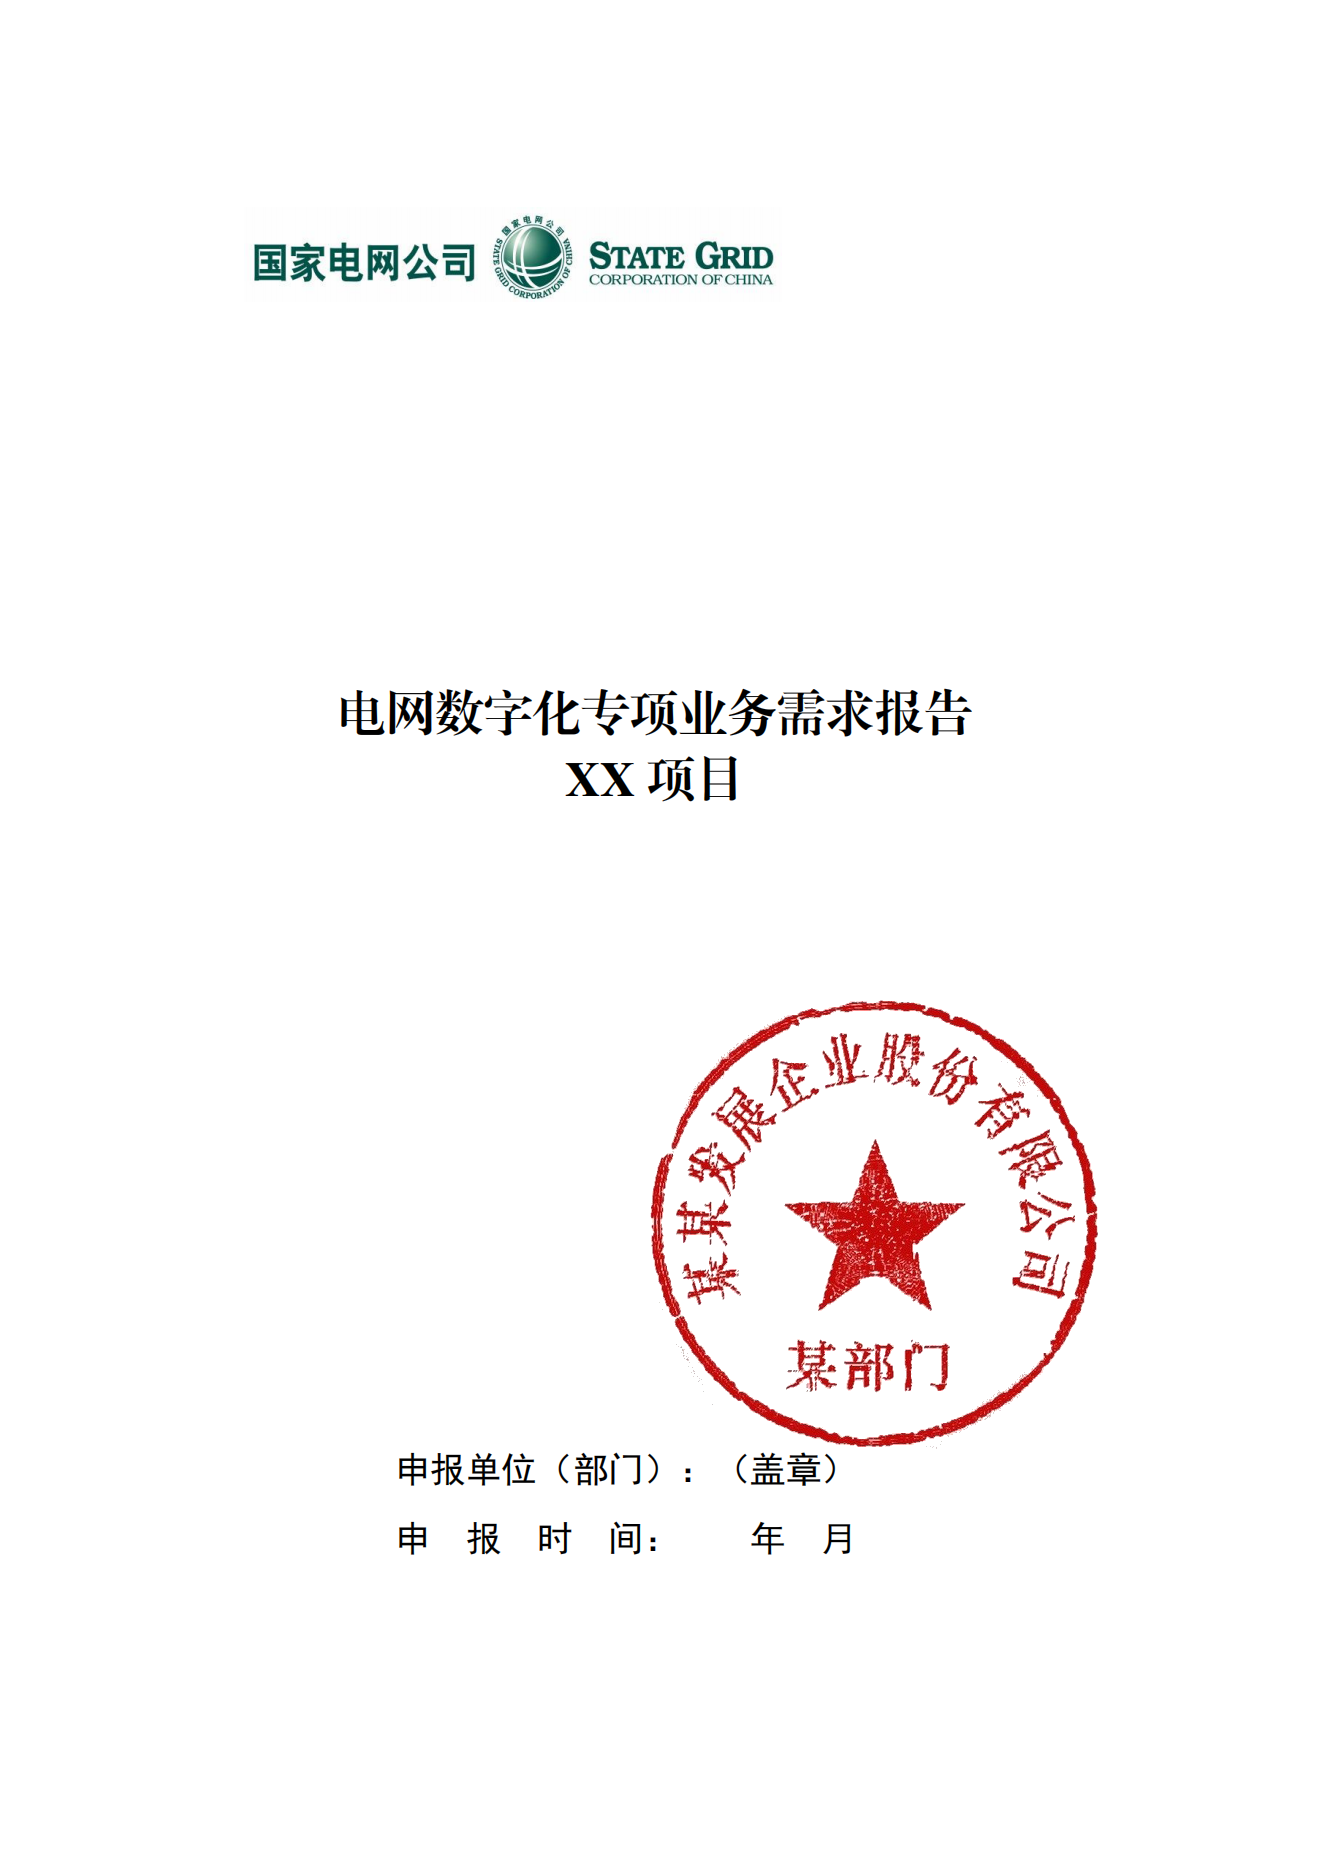 国家电网公司
国家电网公司
STATE GRID CORPORATION OF CHINA
STATE GRID
CORPORATION OF CHINA
电网数字化专项业务需求报告
XX 项目
某某发展企业股份有限公司
某部门
申报单位（部门）：（盖章）
申 报 时 间： 年 月